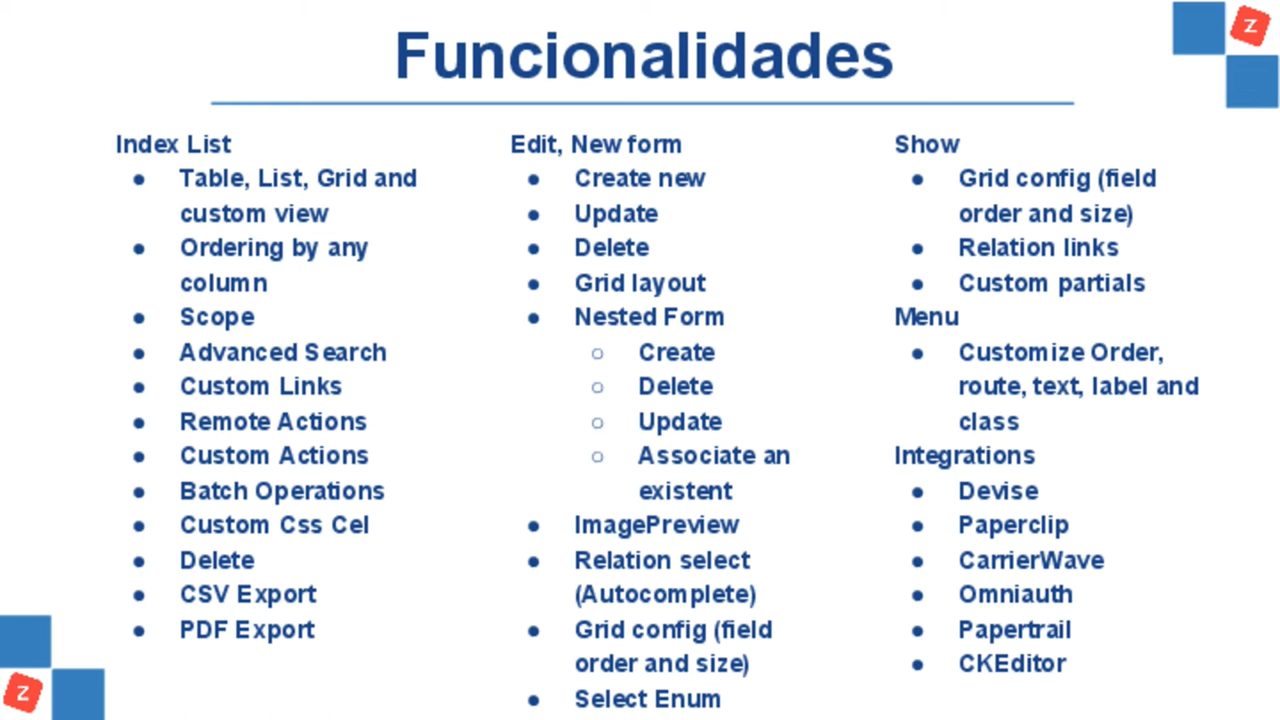 Funcionalidades
Z
Index List
● Table, List, Grid and
custom view
● Ordering by any
column
● Scope
● Advanced Search
● Custom Links
● Remote Actions
● Custom Actions
● Batch Operations
● Custom Css Cel
● Delete
● CSV Export
● PDF Export
Edit, New form
● Create new
● Update
● Delete
● Grid layout
● Nested Form
○ Create
○ Delete
○ Update
○ Associate an
existent
● ImagePreview
● Relation select
(Autocomplete)
● Grid config (field
order and size)
● Select Enum
Show
● Grid config (field
order and size)
● Relation links
● Custom partials
Menu
● Customize Order,
route, text, label and
class
Integrations
● Devise
● Paperclip
● CarrierWave
● Omniauth
● Papertrail
● CKEditor
Z